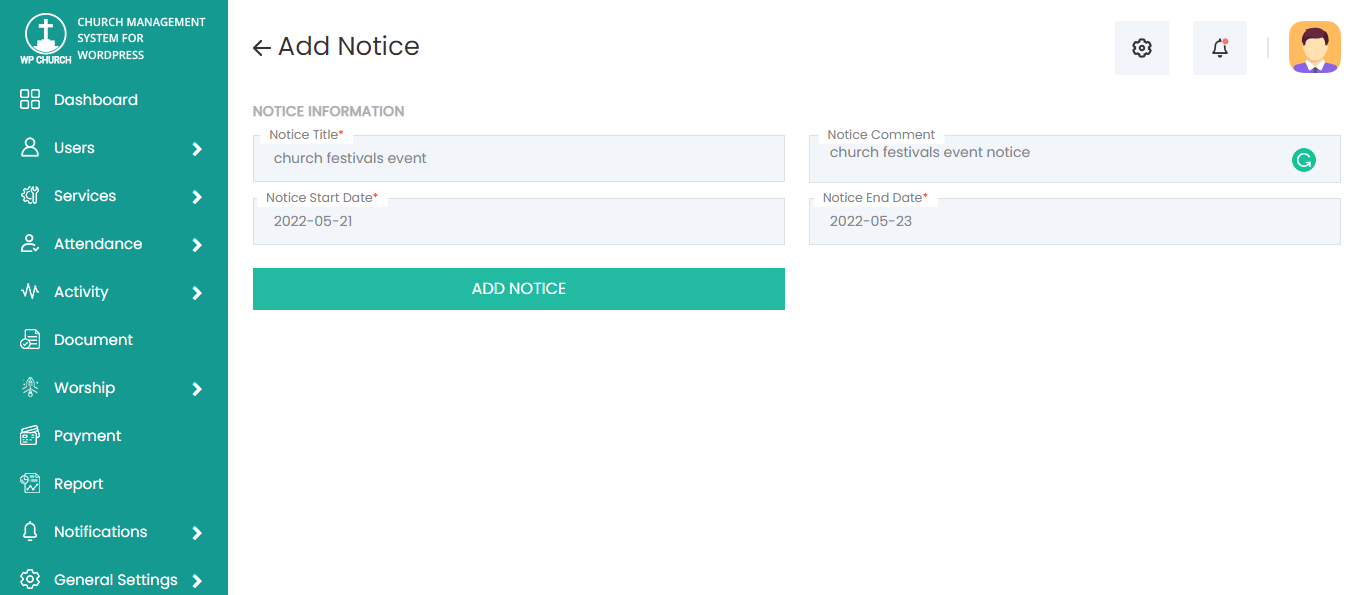 CHURCH MANAGEMENT
SYSTEM FOR
WORDPRESS
WP CHURCH
Dashboard
Users
Services
Attendance
Activity
Document
Worship
Payment
Report
Notifications
General Settings
Add Notice
NOTICE INFORMATION
Notice Title*
church festivals event
Notice Comment
church festivals event notice
Notice Start Date*
2022-05-21
Notice End Date*
2022-05-23
ADD NOTICE